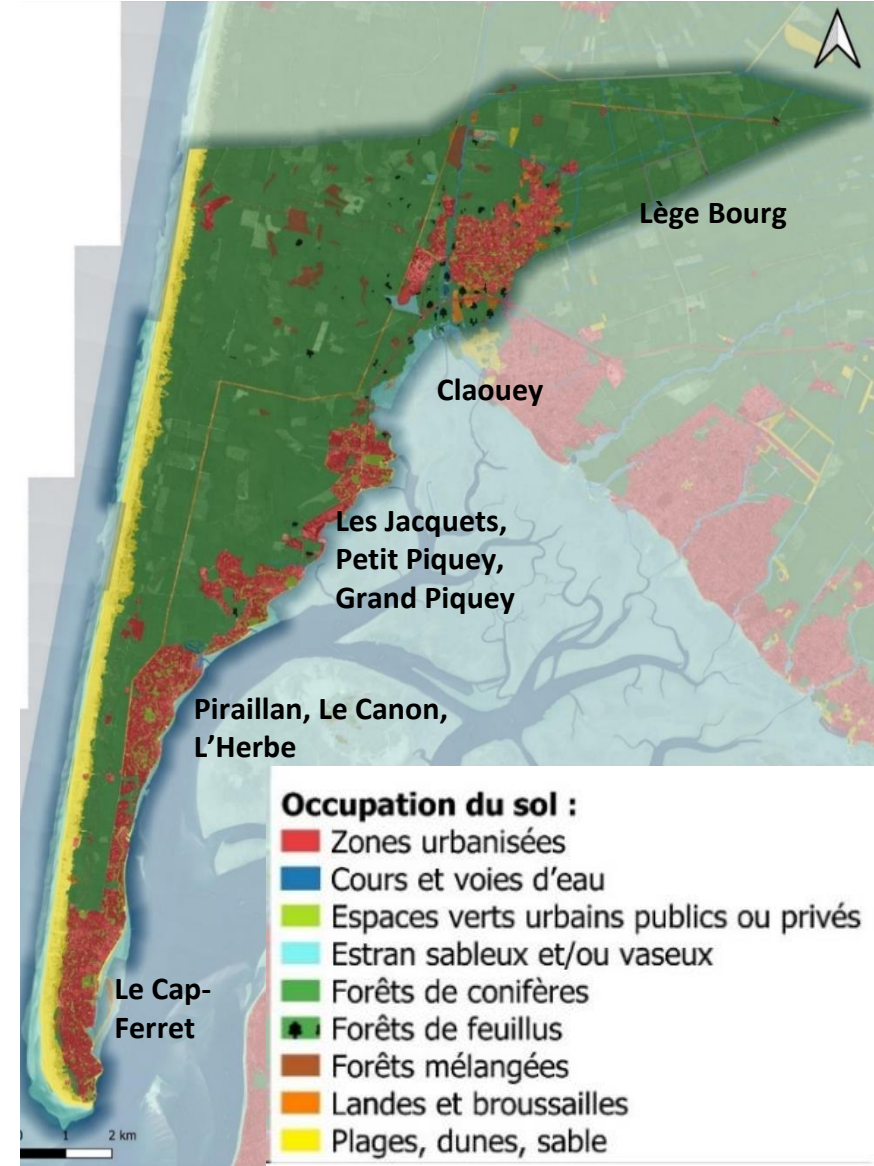 Lège Bourg
Claouey
Les Jacquets,
Petit Piquey,
Grand Piquey
Piraillan, Le Canon,
L'Herbe
Le Cap-
Ferret
Occupation du sol :
Zones urbanisées
Cours et voies d'eau
Espaces verts urbains publics ou privés
Estran sableux et/ou vaseux
Forêts de conifères
Forêts de feuillus
Forêts mélangées
Landes et broussailles
Plages, dunes, sable
0 1 2 km